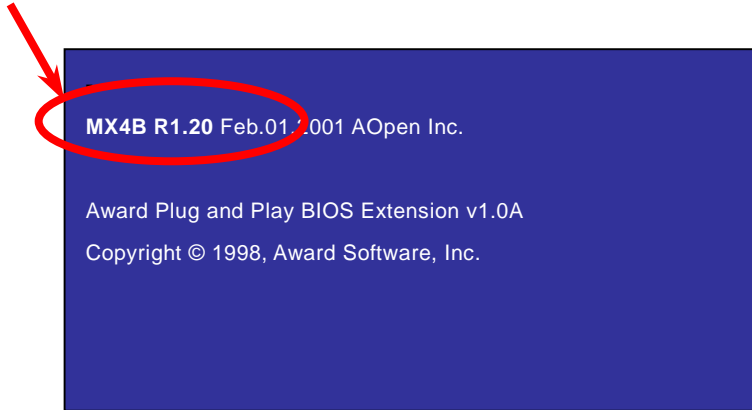 MX4B R1.20 Feb.01.2001 AOpen Inc.
Award Plug and Play BIOS Extension v1.0A
Copyright © 1998, Award Software, Inc.